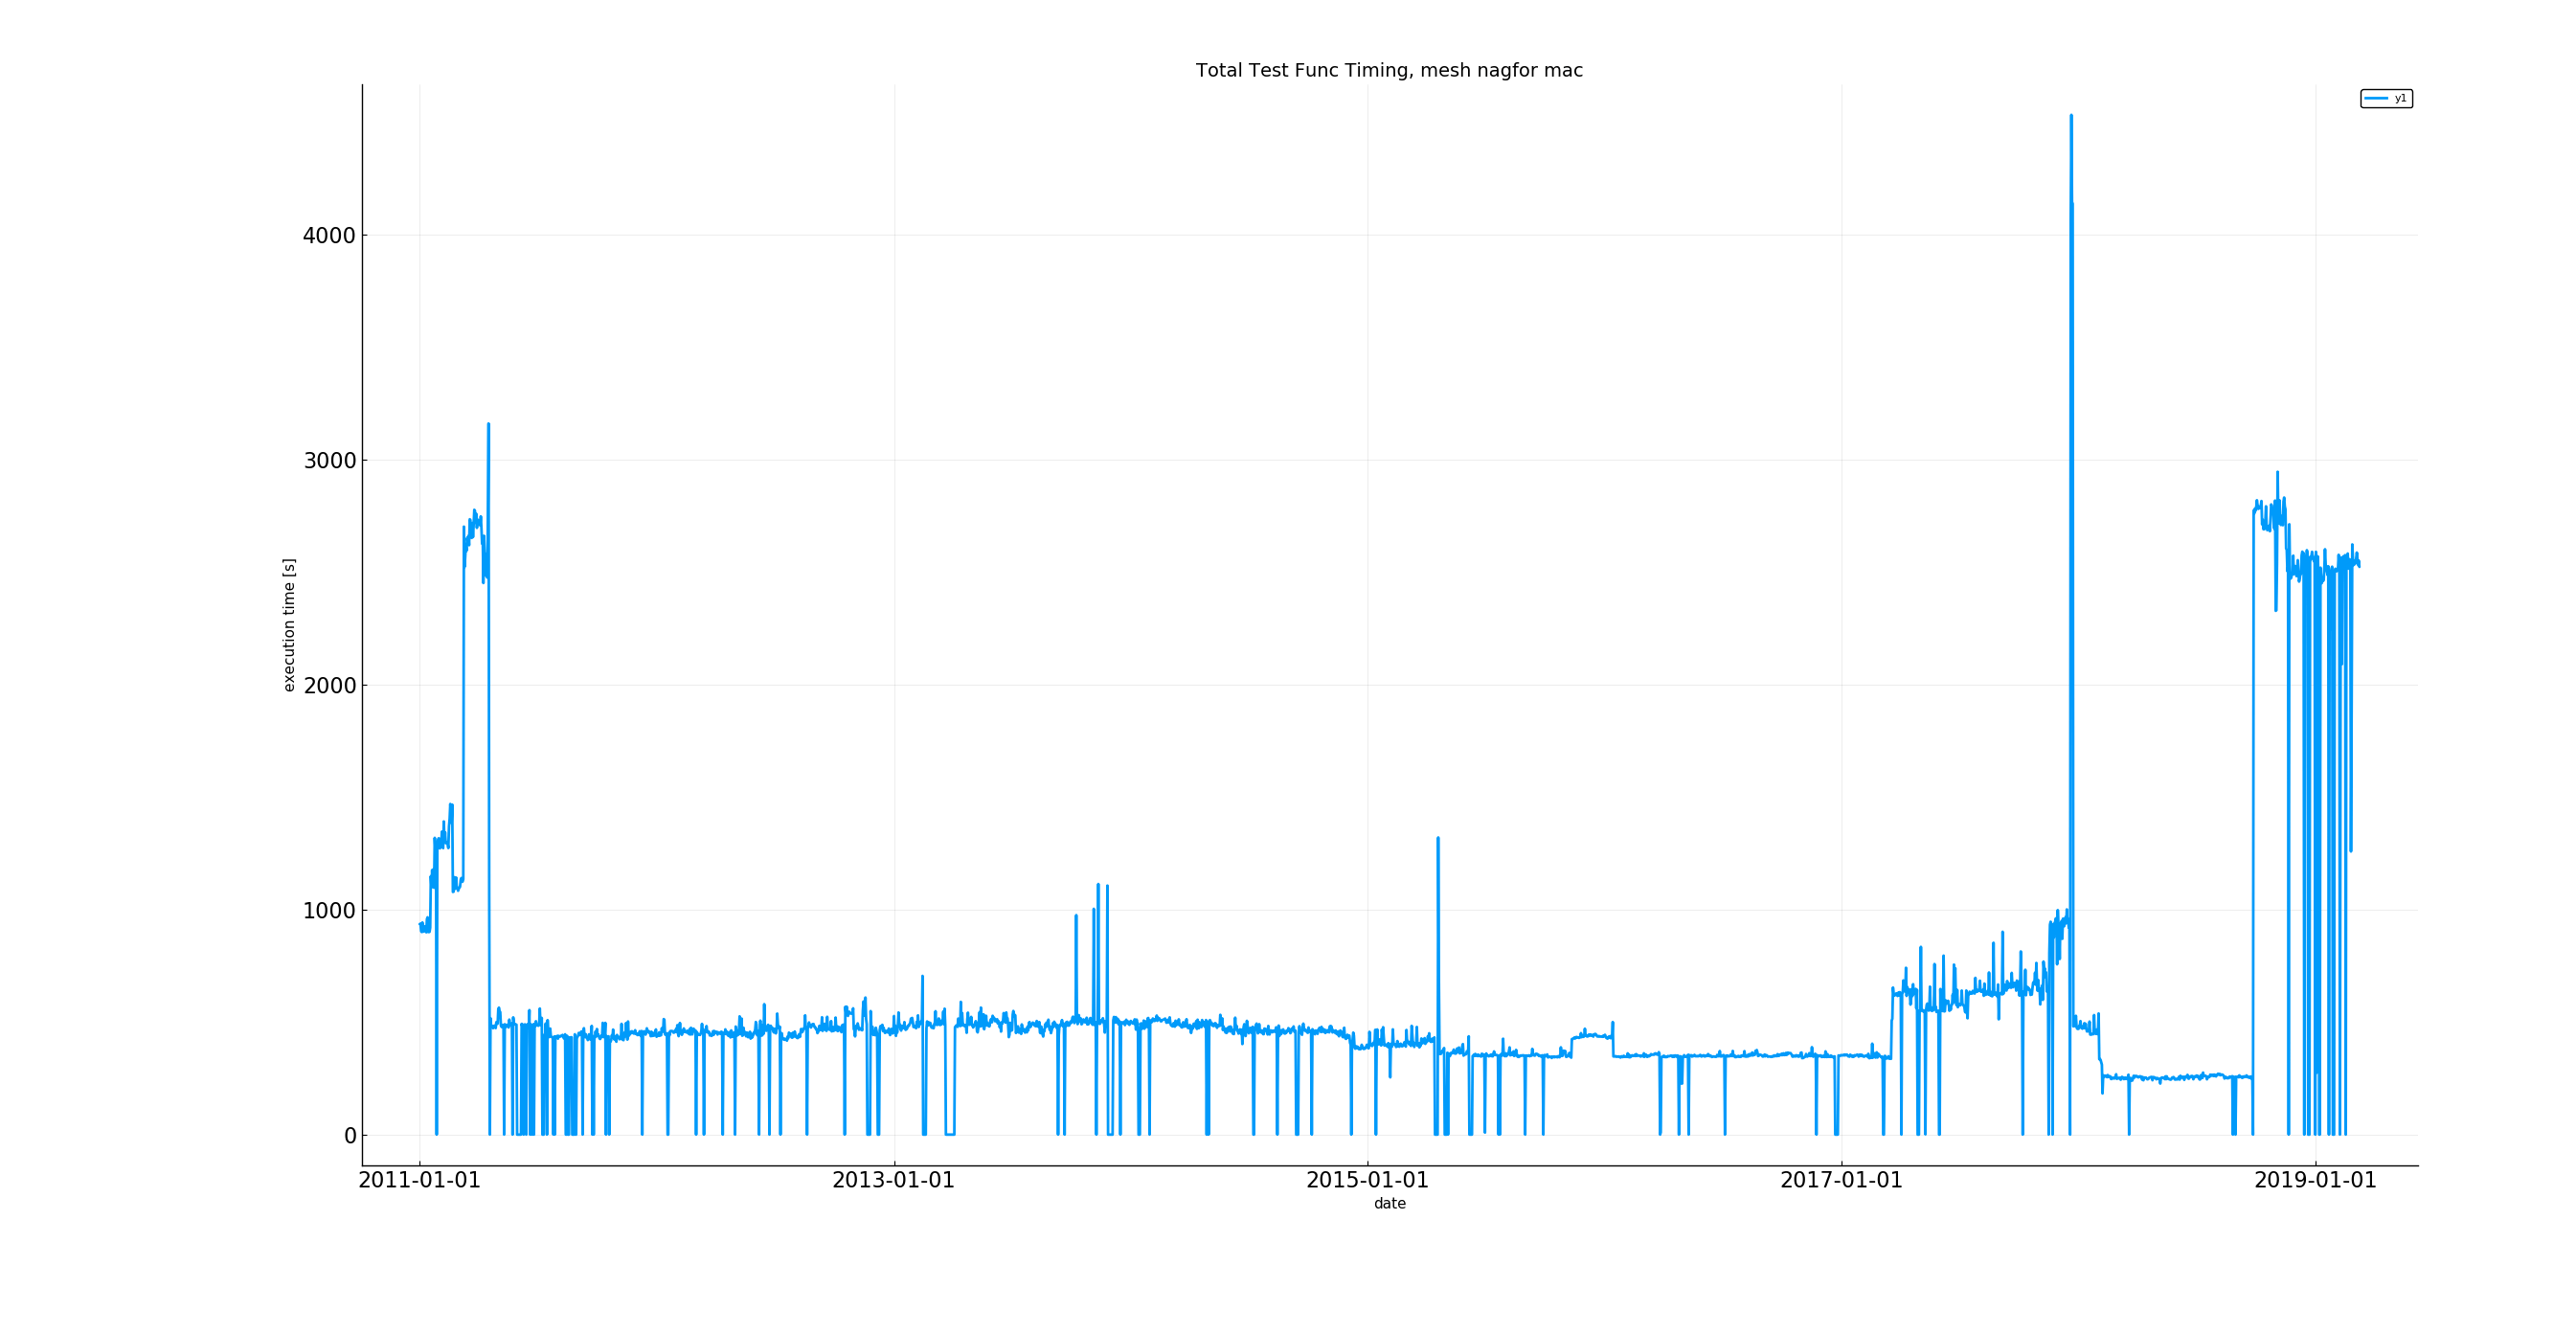 Total Test Func Timing, mesh nagfor mac
y1
execution time [s]
4000
3000
2000
1000
0
2011-01-01
2013-01-01
2015-01-01
2017-01-01
2019-01-01
date